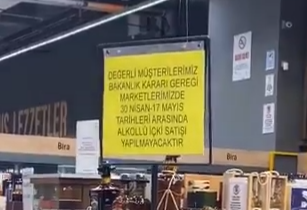 DEĞERLİ MÜŞTERİLERİMİZ
BAKANLIK KARARI GEREĞİ
MARKETLERİMİZDE
30 NİSAN-17 MAYIS
TARİHLERİ ARASINDA
ALKOLLÜ İÇKİ SATIŞI
YAPILMAYACAKTIR
LEZZETLER
Bira
Bira